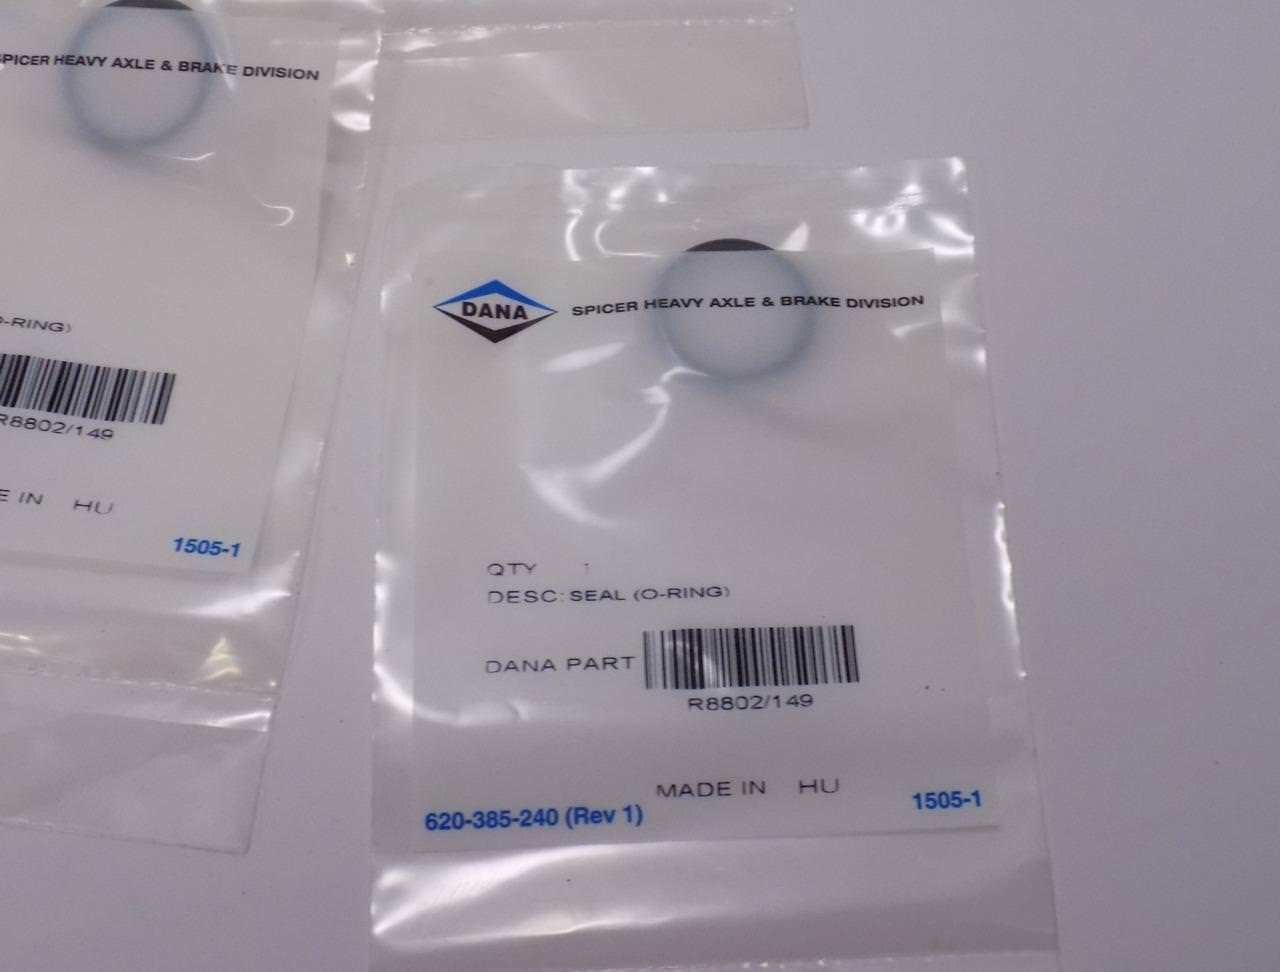 SPICER HEAVY AXLE & BRAKE DIVISION
O-RING)
R8802/149
IN HU
1505-1
DANA
SPICER HEAVY AXLE & BRAKE DIVISION
QTY 1
DESC: SEAL (O-RING)
DANA PART
R8802/149
MADE IN HU
620-385-240 (Rev 1)
1505-1